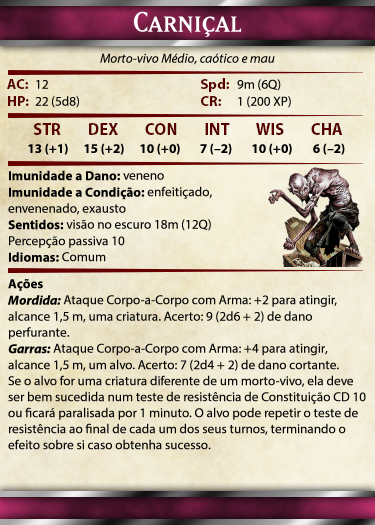 CARNIÇAL
Morto-vivo Médio, caótico e mau
AC: 12 Spd: 9m (6Q)
HP: 22 (5d8) CR: 1 (200 XP)
STR DEX CON INT WIS CHA
13 (+1) 15 (+2) 10 (+0) 7 (–2) 10 (+0) 6 (–2)
Imunidade a Dano: veneno
Imunidade a Condição: enfeitiçado,
envenenado, exausto
Sentidos: visão no escuro 18m (12Q)
Percepção passiva 10
Idiomas: Comum
Ações
Mordida: Ataque Corpo-a-Corpo com Arma: +2 para atingir,
alcance 1,5 m, uma criatura. Acerto: 9 (2d6 + 2) de dano
perfurante.
Garras: Ataque Corpo-a-Corpo com Arma: +4 para atingir,
alcance 1,5 m, um alvo. Acerto: 7 (2d4 + 2) de dano cortante.
Se o alvo for uma criatura diferente de um morto-vivo, ela deve
ser bem sucedida num teste de resistência de Constituição CD 10
ou ficará paralisada por 1 minuto. O alvo pode repetir o teste de
resistência ao final de cada um dos seus turnos, terminando o
efeito sobre si caso obtenha sucesso.